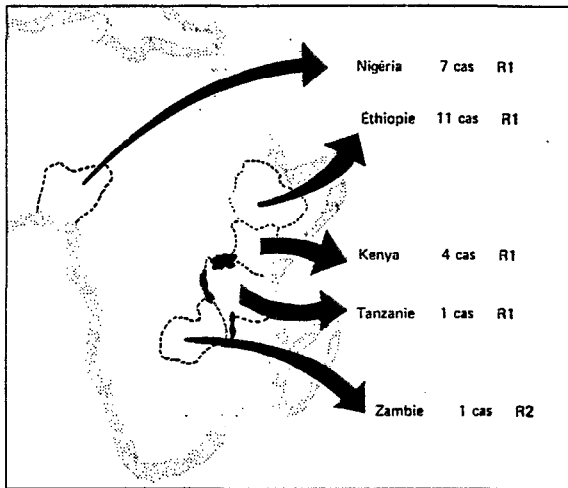 Nigéria 7 cas R1
Éthiopie 11 cas R1
Kenya 4 cas R1
Tanzanie 1 cas R1
Zambie 1 cas R2